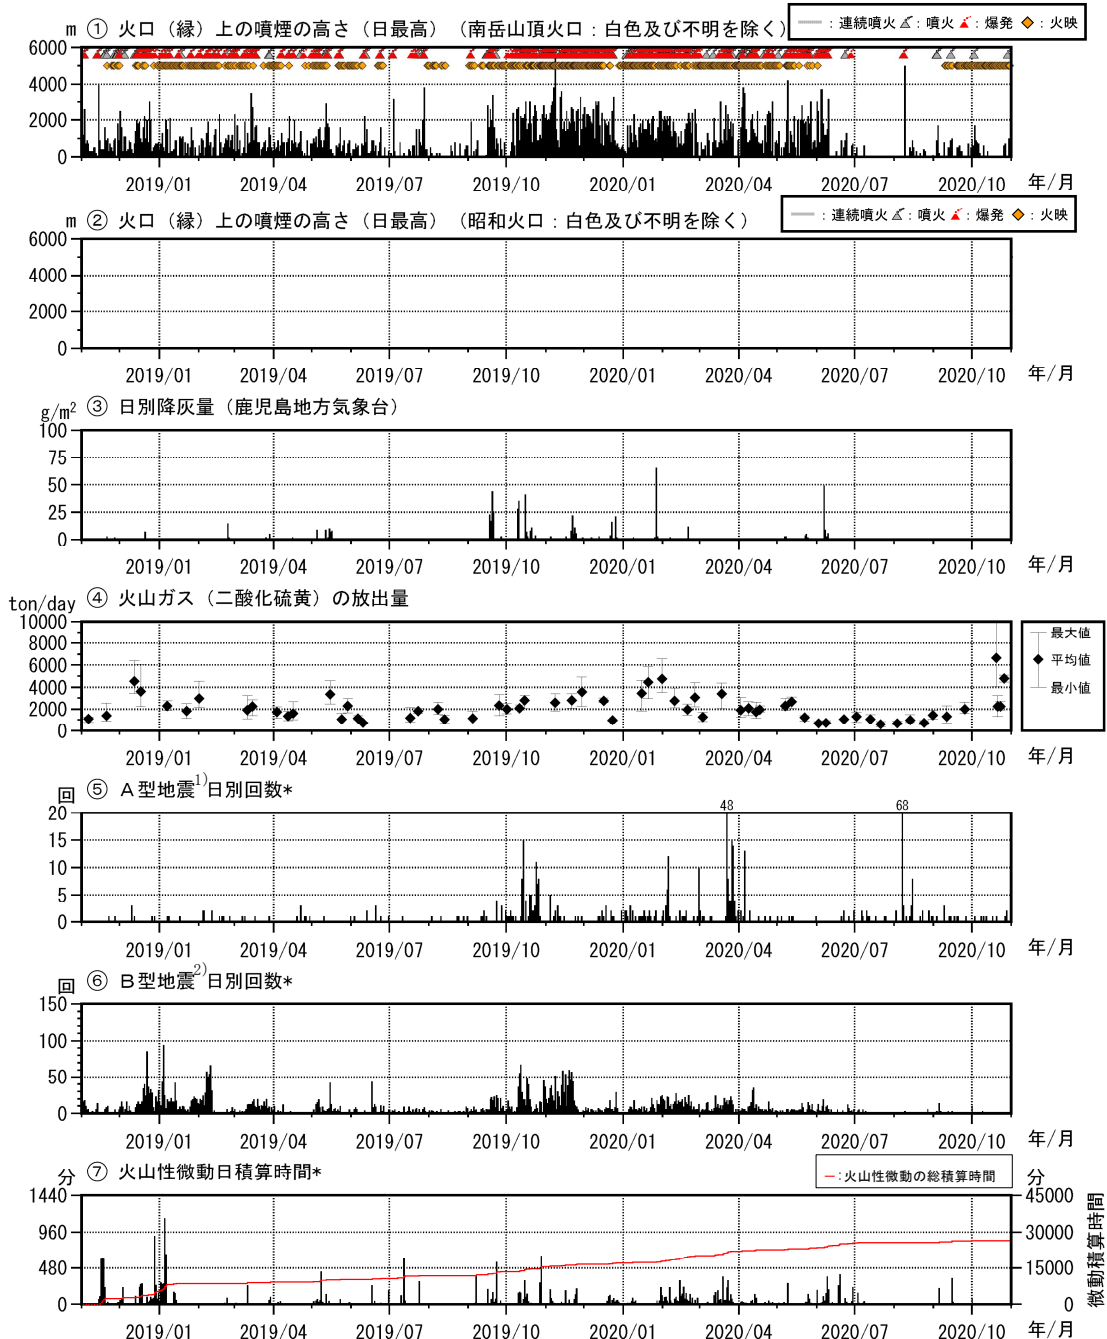 m ① 火口（縁）上の噴煙の高さ（日最高）（南岳山頂火口：白色及び不明を除く）
：連続噴火 ：噴火 ：爆発 ：火映
6000
4000
2000
0
2019/01 2019/04 2019/07 2019/10 2020/01 2020/04 2020/07 2020/10 年/月
m ② 火口（縁）上の噴煙の高さ（日最高）（昭和火口：白色及び不明を除く）
：連続噴火 ：噴火 ：爆発 ：火映
6000
4000
2000
0
2019/01 2019/04 2019/07 2019/10 2020/01 2020/04 2020/07 2020/10 年/月
g/m² ③ 日別降灰量（鹿児島地方気象台）
100
75
50
25
0
2019/01 2019/04 2019/07 2019/10 2020/01 2020/04 2020/07 2020/10 年/月
ton/day ④ 火山ガス（二酸化硫黄）の放出量
10000
8000
6000
4000
2000
0
最大値
平均値
最小値
2019/01 2019/04 2019/07 2019/10 2020/01 2020/04 2020/07 2020/10 年/月
回 ⑤ Ａ型地震1)日別回数*
48 68
20
15
10
5
0
2019/01 2019/04 2019/07 2019/10 2020/01 2020/04 2020/07 2020/10 年/月
回 ⑥ Ｂ型地震2)日別回数*
150
100
50
0
2019/01 2019/04 2019/07 2019/10 2020/01 2020/04 2020/07 2020/10 年/月
分 ⑦ 火山性微動日積算時間*
：火山性微動の総積算時間 分
1440 45000
960 30000
480 15000
0 0
微動積算時間
2019/01 2019/04 2019/07 2019/10 2020/01 2020/04 2020/07 2020/10 年/月